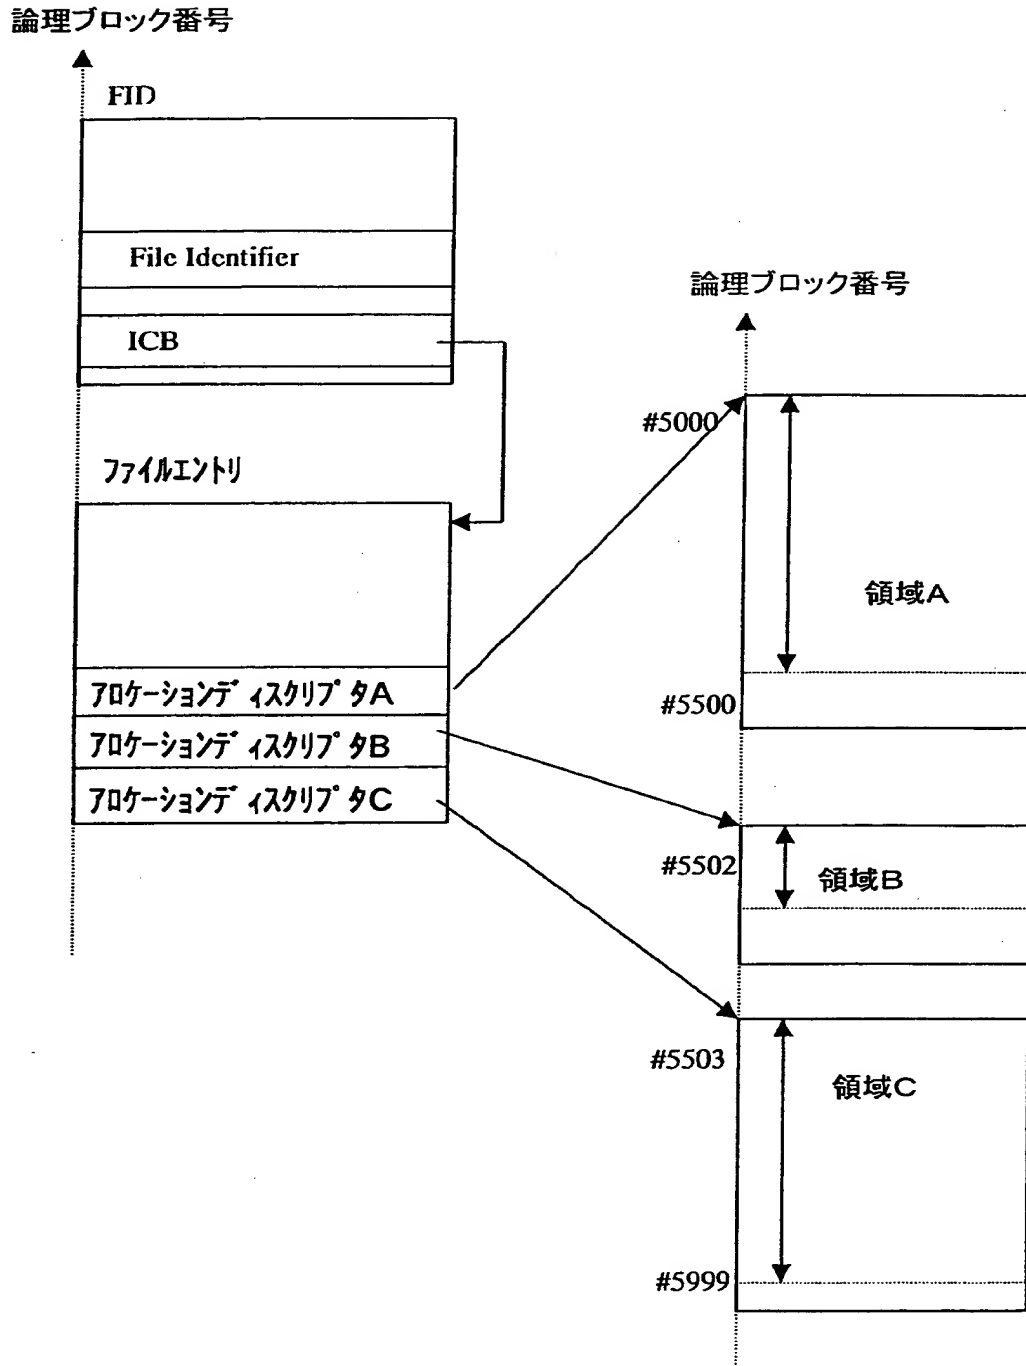 論理ブロック番号
FID
File Identifier
ICB
ファイルエントリ
アロケーションディスクリプタA
アロケーションディスクリプタB
アロケーションディスクリプタC
論理ブロック番号
#5000
領域A
#5500
#5502
領域B
#5503
領域C
#5999